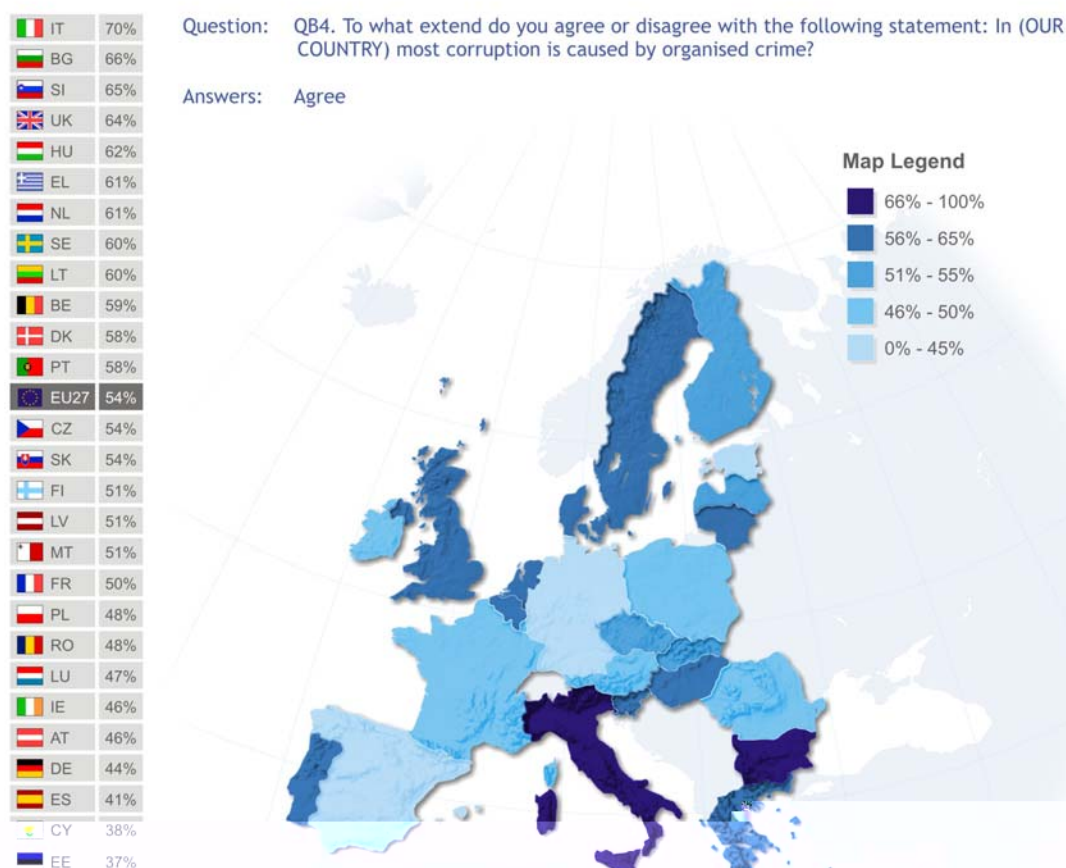 IT 70%
BG 66%
SI 65%
UK 64%
HU 62%
EL 61%
NL 61%
SE 60%
LT 60%
BE 59%
DK 58%
PT 58%
EU27 54%
CZ 54%
SK 54%
FI 51%
LV 51%
MT 51%
FR 50%
PL 48%
RO 48%
LU 47%
IE 46%
AT 46%
DE 44%
ES 41%
CY 38%
EE 37%
Question: QB4. To what extend do you agree or disagree with the following statement: In (OUR
COUNTRY) most corruption is caused by organised crime?
Answers: Agree
Map Legend
66% - 100%
56% - 65%
51% - 55%
46% - 50%
0% - 45%